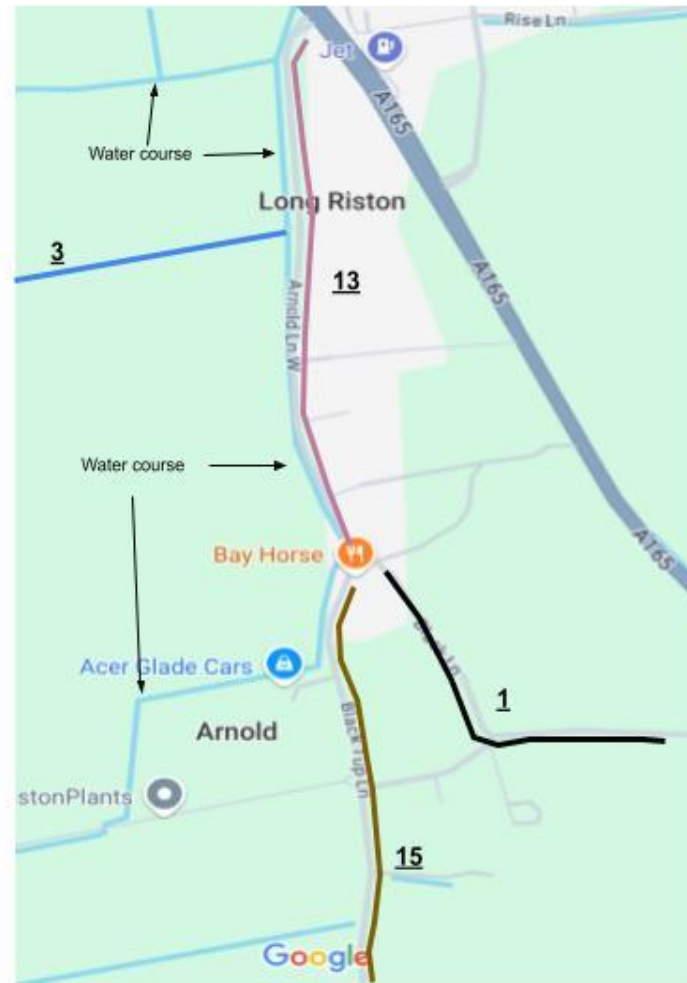 Rise Ln
Jet
A165
Water course
Long Riston
3
13
A165
Arnold Ln W
Water course
Bay Horse
A165
Acer Glade Cars
1
Arnold
Black Tup Ln
stonPlants
15
Google